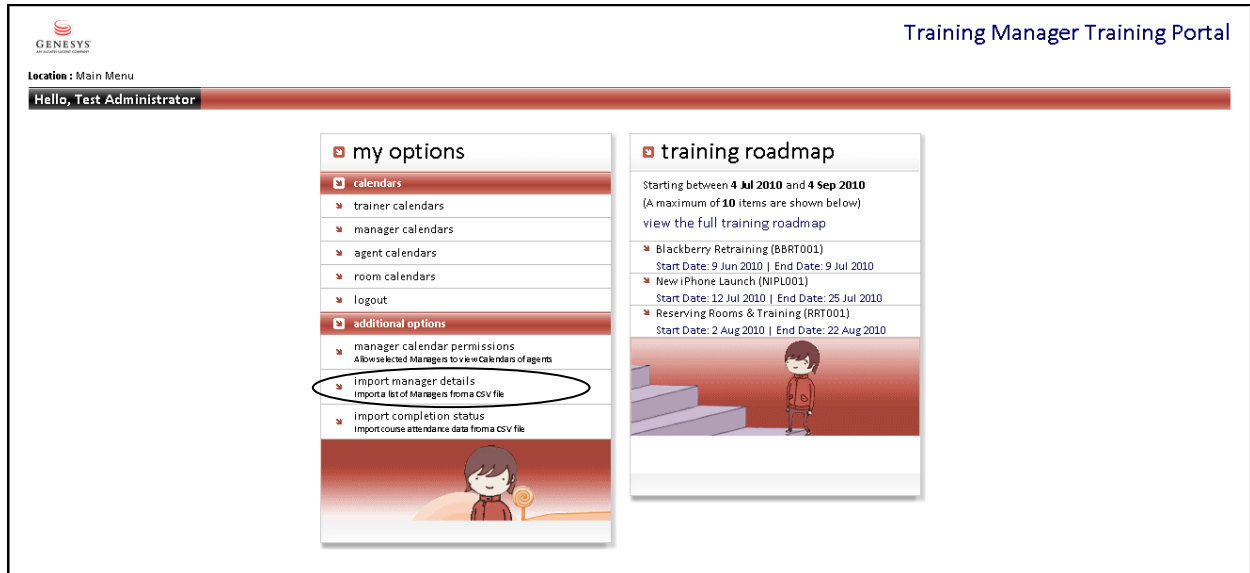 GENESYS
AN ALCATEL-LUCENT COMPANY
Training Manager Training Portal
Location : Main Menu
Hello, Test Administrator
my options
calendars
trainer calendars
manager calendars
agent calendars
room calendars
logout
additional options
manager calendar permissions
Allow selected Managers to view Calendars of agents
import manager details
Import a list of Managers from a CSV file
import completion status
Import course attendance data from a CSV file
training roadmap
Starting between 4 Jul 2010 and 4 Sep 2010
(A maximum of 10 items are shown below)
view the full training roadmap
Blackberry Retraining (BBRT001)
Start Date: 9 Jun 2010 | End Date: 9 Jul 2010
New iPhone Launch (NIPL001)
Start Date: 12 Jul 2010 | End Date: 25 Jul 2010
Reserving Rooms & Training (RRT001)
Start Date: 2 Aug 2010 | End Date: 22 Aug 2010